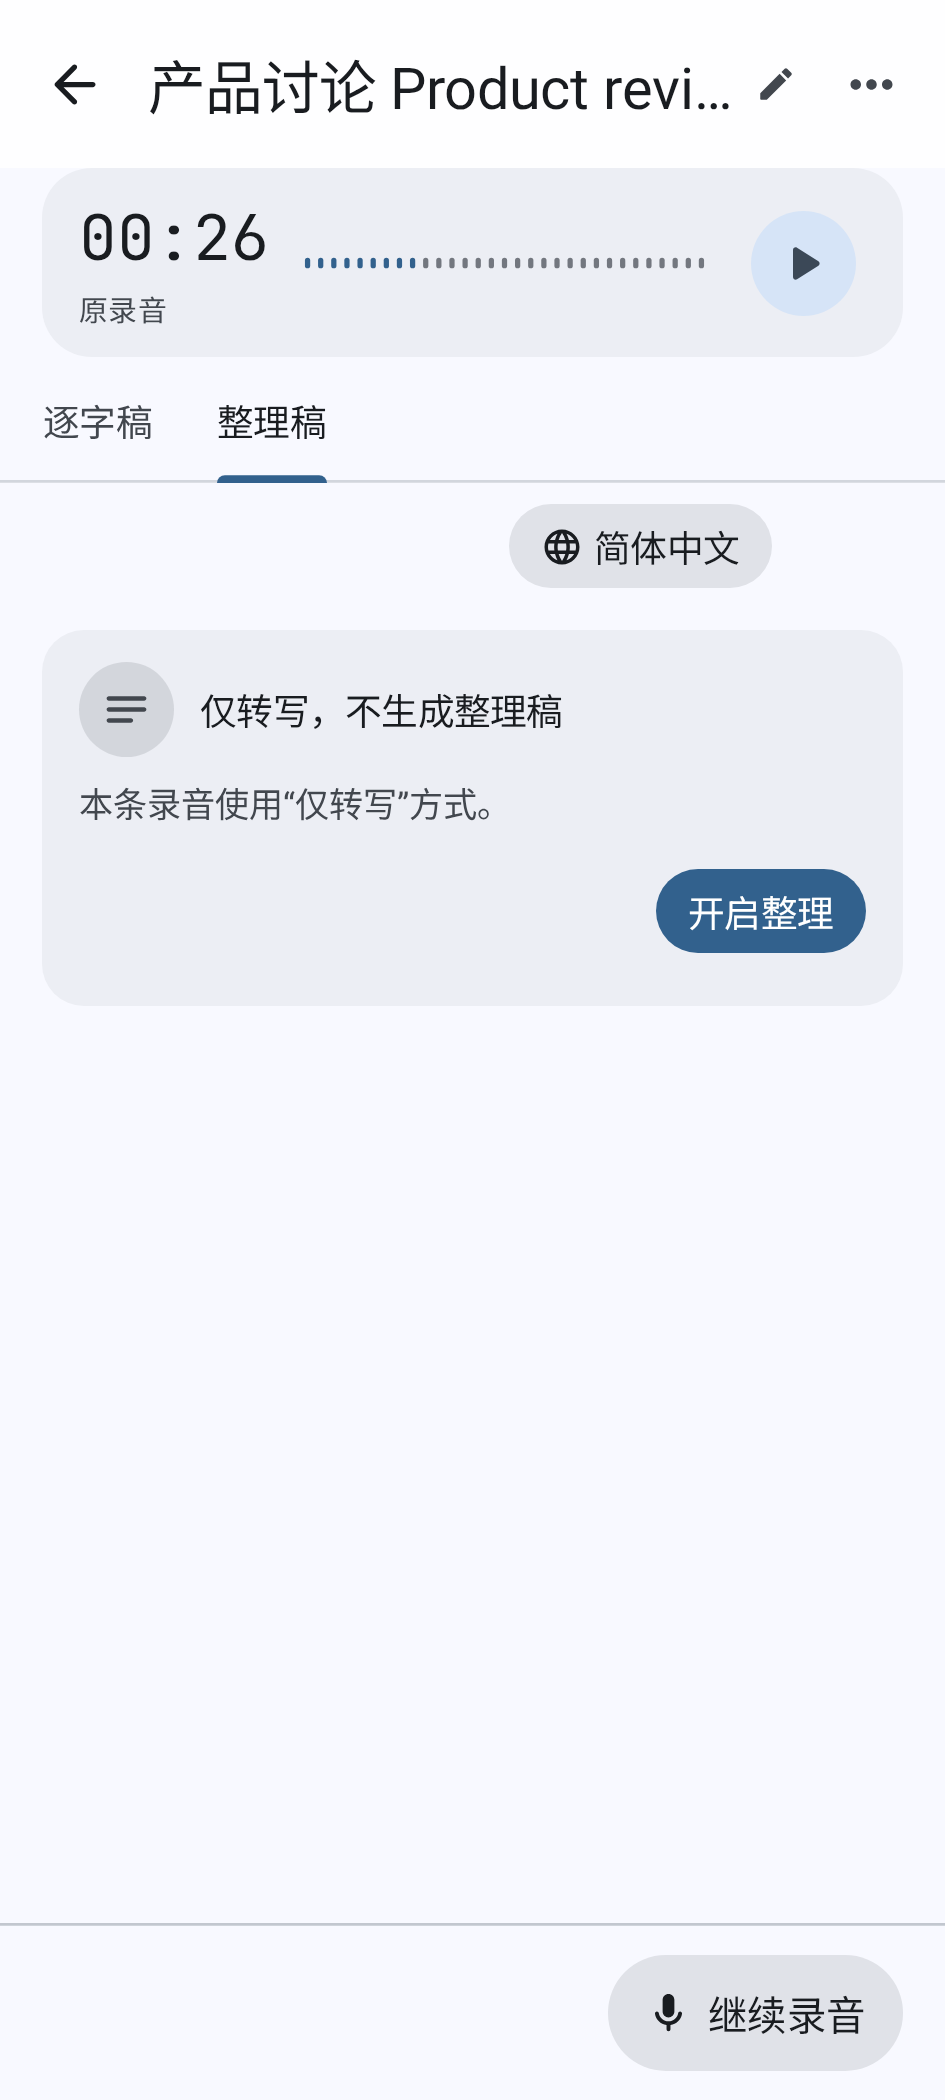 产品讨论 Product revi...
00:26
原录音
逐字稿 整理稿
简体中文
仅转写，不生成整理稿
本条录音使用“仅转写”方式。
开启整理
继续录音